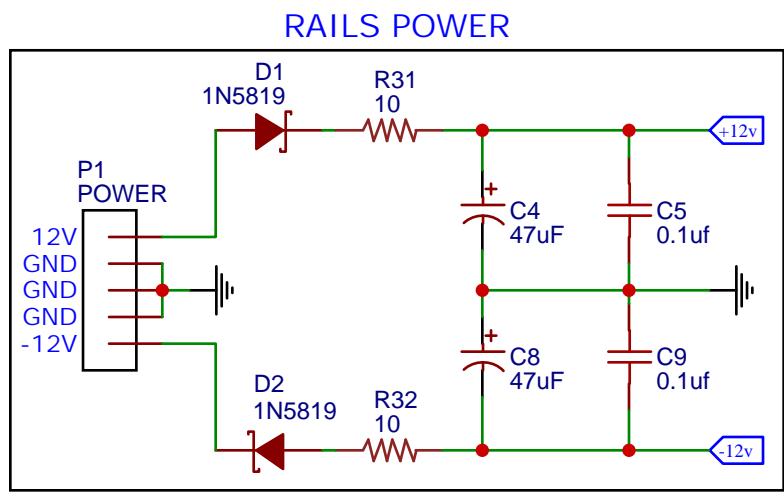 RAILS POWER
D1
1N5819
R31
10
+12v
P1
POWER
12V
GND
GND
GND
-12V
+
C4
47uF
C5
0.1uf
+
C8
47uF
C9
0.1uf
D2
1N5819
R32
10
-12v